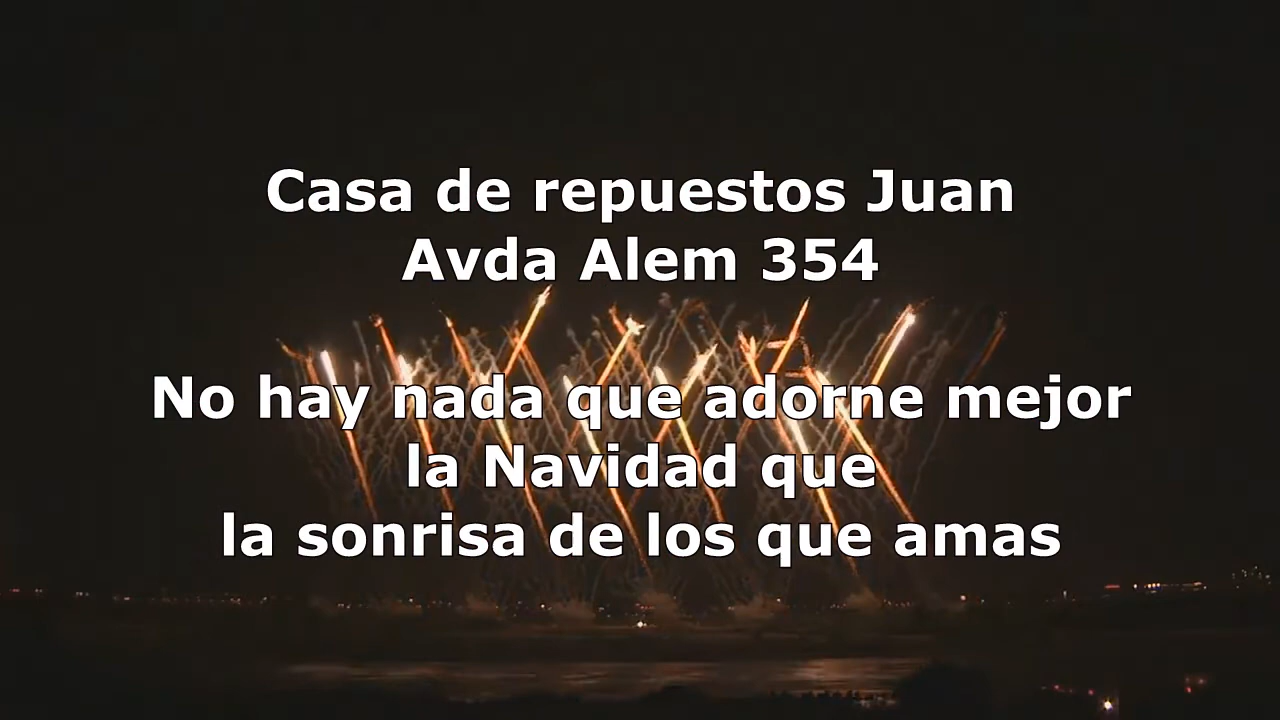 Casa de repuestos Juan
Avda Alem 354
No hay nada que adorne mejor
la Navidad que
la sonrisa de los que amas